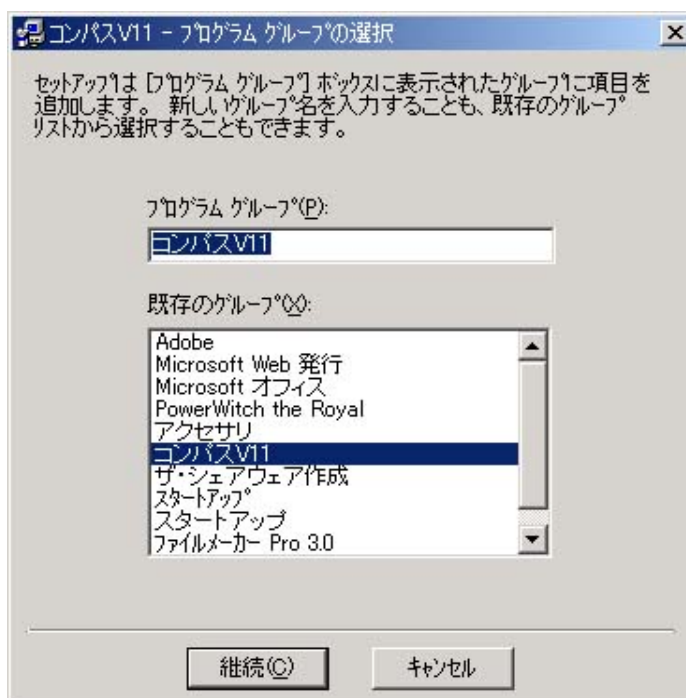 コンパスV11 - ﾌﾟﾛｸﾞﾗﾑ ｸﾞﾙｰﾌﾟの選択
ｾｯﾄｱｯﾌﾟは [ﾌﾟﾛｸﾞﾗﾑ ｸﾞﾙｰﾌﾟ] ﾎﾞｯｸｽに表示されたｸﾞﾙｰﾌﾟに項目を
追加します。 新しいｸﾞﾙｰﾌﾟ名を入力することも、既存のｸﾞﾙｰﾌﾟ
ﾘｽﾄから選択することもできます。
ﾌﾟﾛｸﾞﾗﾑ ｸﾞﾙｰﾌﾟ(P):
コンパスV11
既存のｸﾞﾙｰﾌﾟ(X):
Adobe
Microsoft Web 発行
Microsoft オフィス
PowerWitch the Royal
アクセサリ
コンパスV11
ザ・シェアウェア作成
ｽﾀｰﾄｱｯﾌﾟ
スタートアップ
ﾌｧｲﾙﾒｰｶｰ Pro 3.0
継続(C)
ｷｬﾝｾﾙ